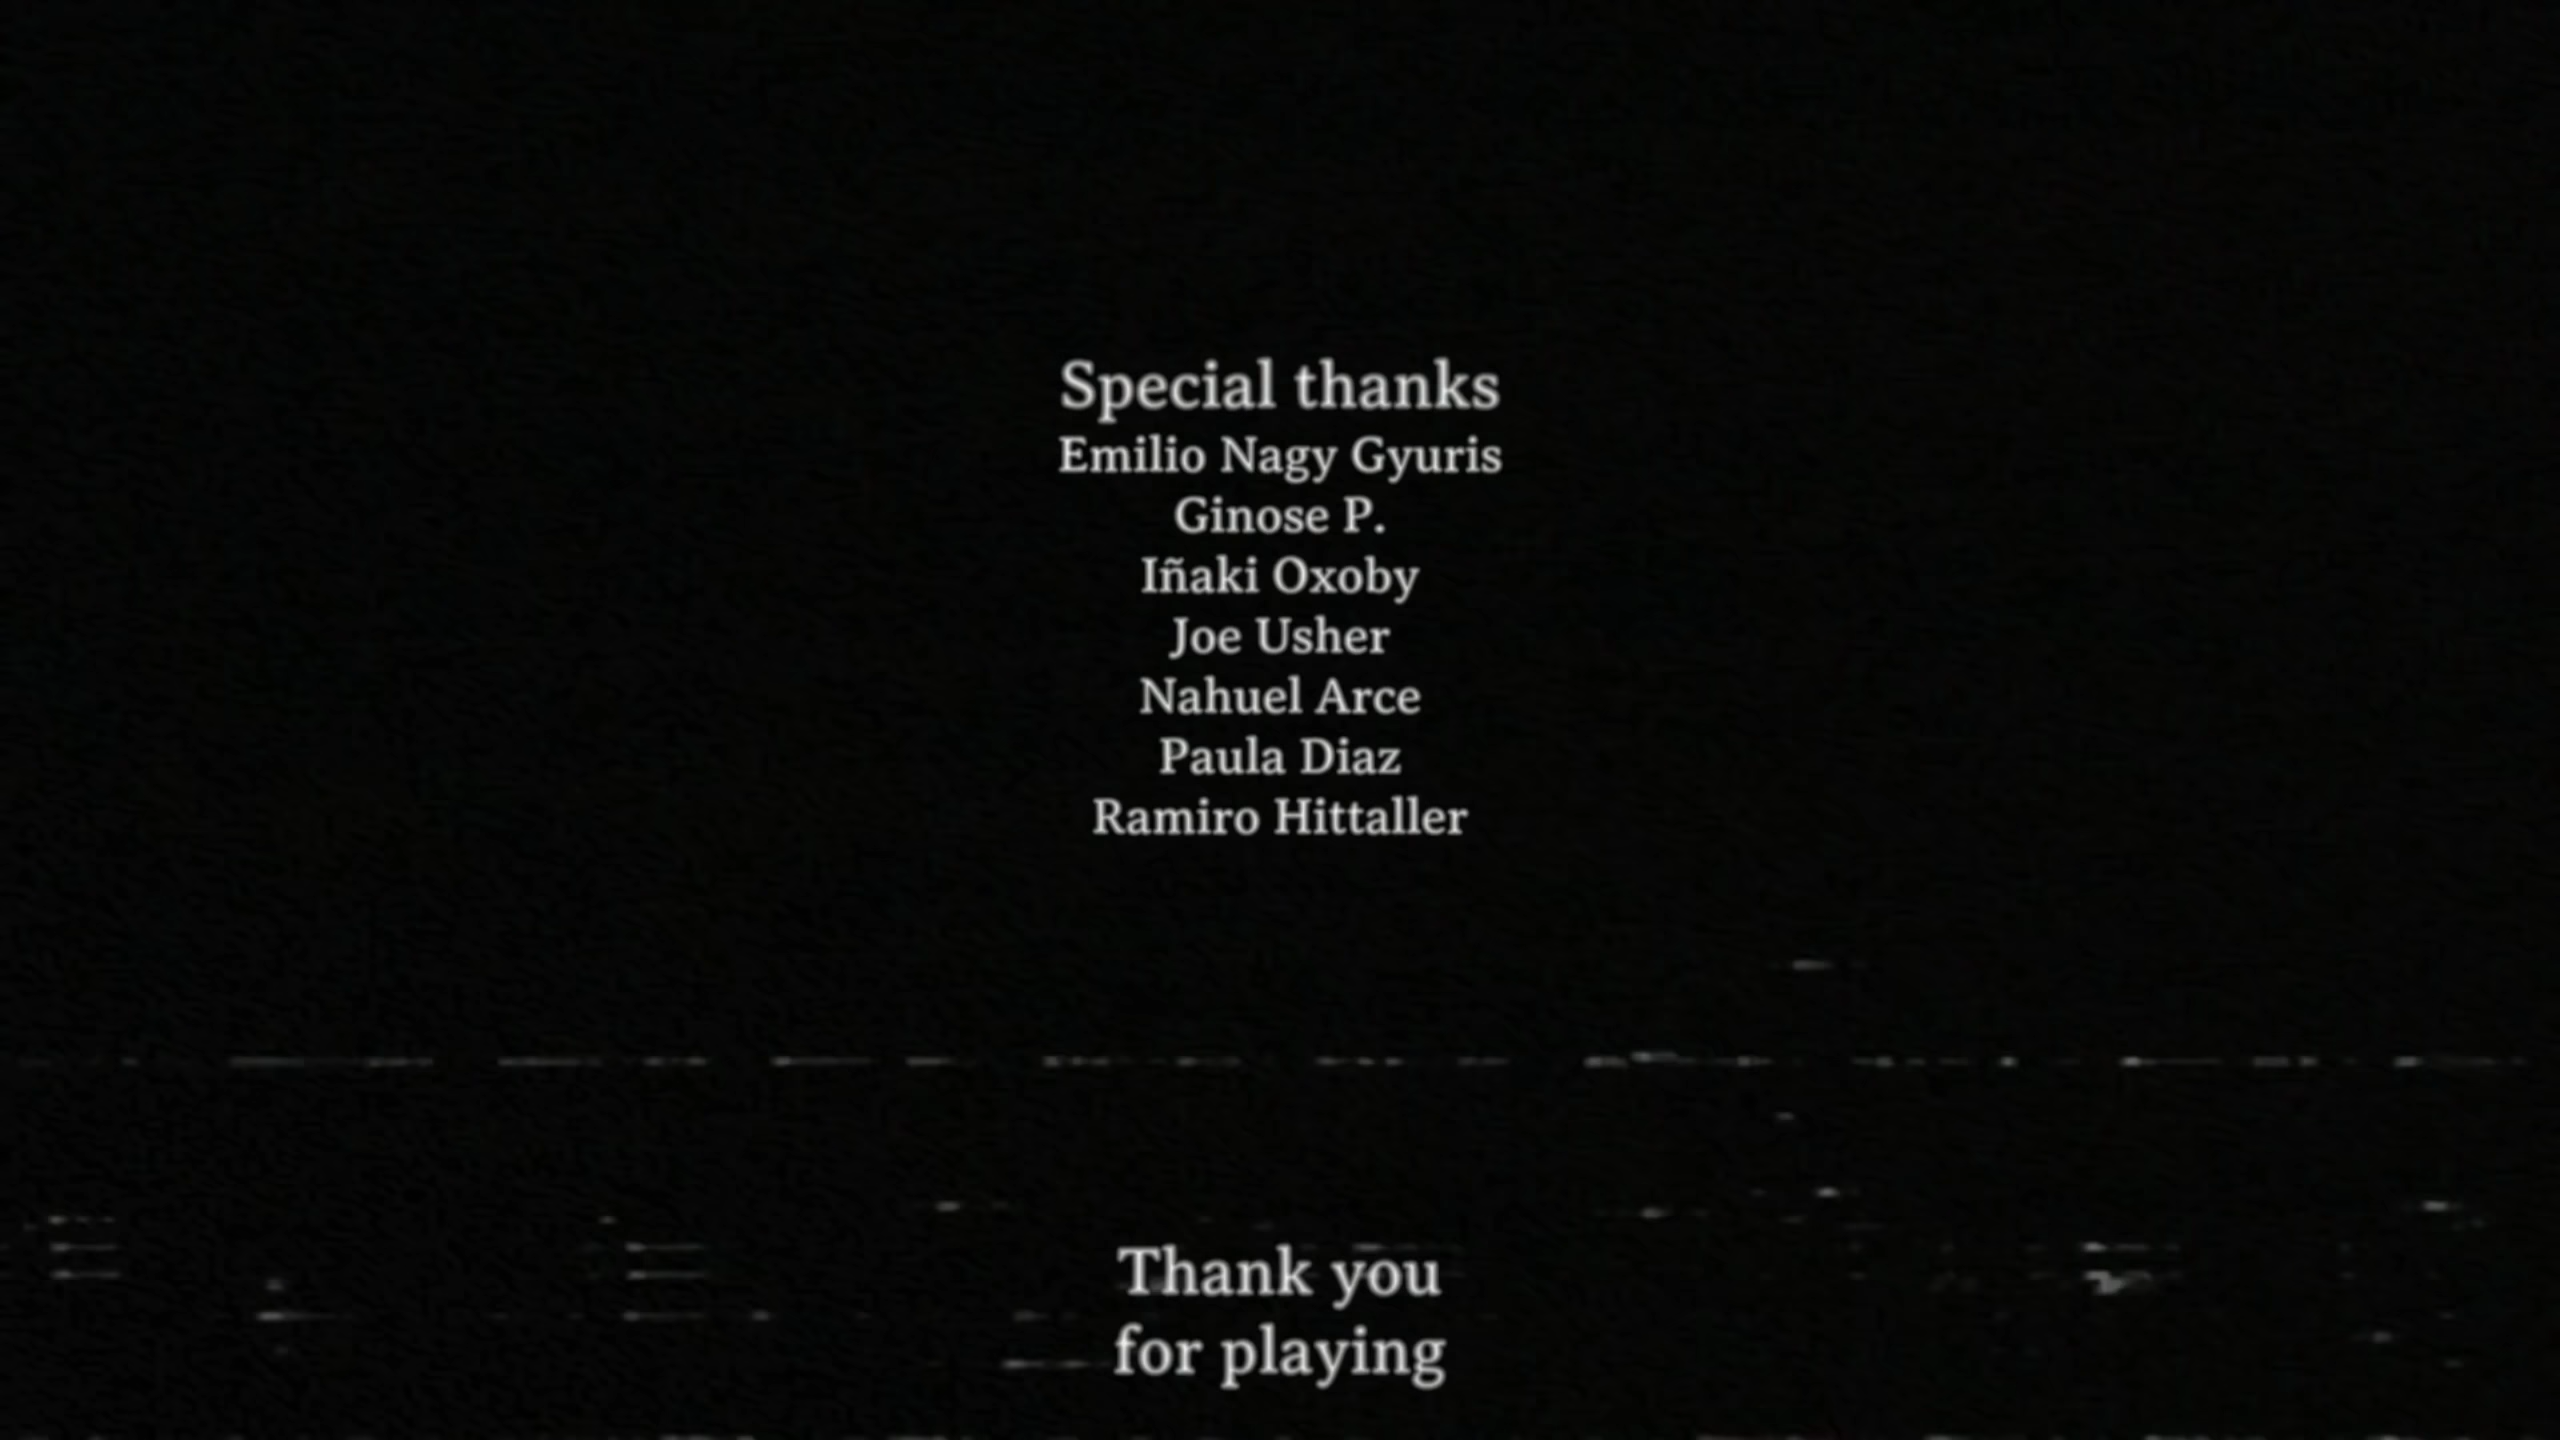 Special thanks
Emilio Nagy Gyuris
Ginose P.
Iñaki Oxoby
Joe Usher
Nahuel Arce
Paula Diaz
Ramiro Hittaller
Thank you
for playing